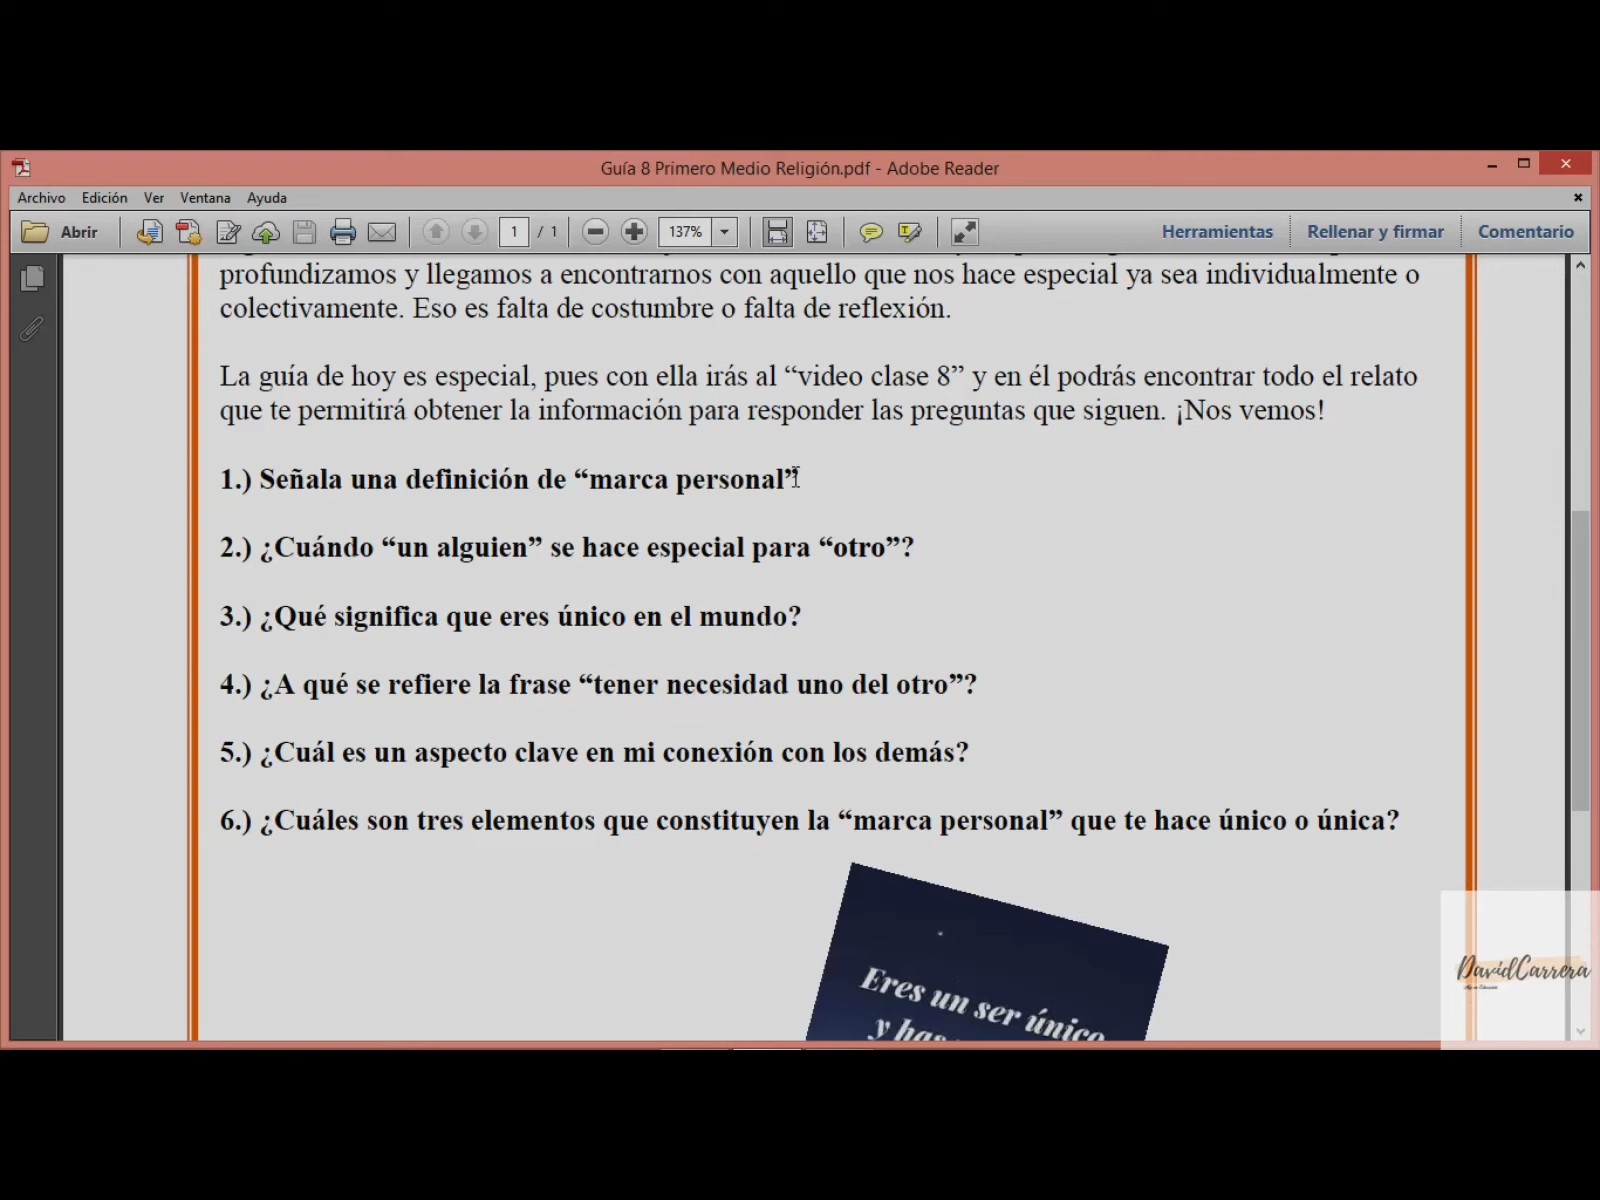 Guía 8 Primero Medio Religión.pdf - Adobe Reader
Archivo Edición Ver Ventana Ayuda
Abrir 1 / 1 137% Herramientas Rellenar y firmar Comentario
profundizamos y llegamos a encontrarnos con aquello que nos hace especial ya sea individualmente o
colectivamente. Eso es falta de costumbre o falta de reflexión.
La guía de hoy es especial, pues con ella irás al “video clase 8” y en él podrás encontrar todo el relato
que te permitirá obtener la información para responder las preguntas que siguen. ¡Nos vemos!
1.) Señala una definición de “marca personal”
2.) ¿Cuándo “un alguien” se hace especial para “otro”?
3.) ¿Qué significa que eres único en el mundo?
4.) ¿A qué se refiere la frase “tener necesidad uno del otro”?
5.) ¿Cuál es un aspecto clave en mi conexión con los demás?
6.) ¿Cuáles son tres elementos que constituyen la “marca personal” que te hace único o única?
Eres un ser único
y has
DavidCarrera